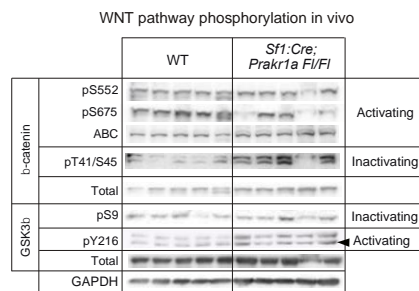 WNT pathway phosphorylation in vivo
WT
Sf1:Cre;
Prakr1a Fl/Fl
b-catenin
pS552
pS675
Activating
ABC
pT41/S45
Inactivating
Total
GSK3b
pS9
Inactivating
pY216
Activating
Total
GAPDH